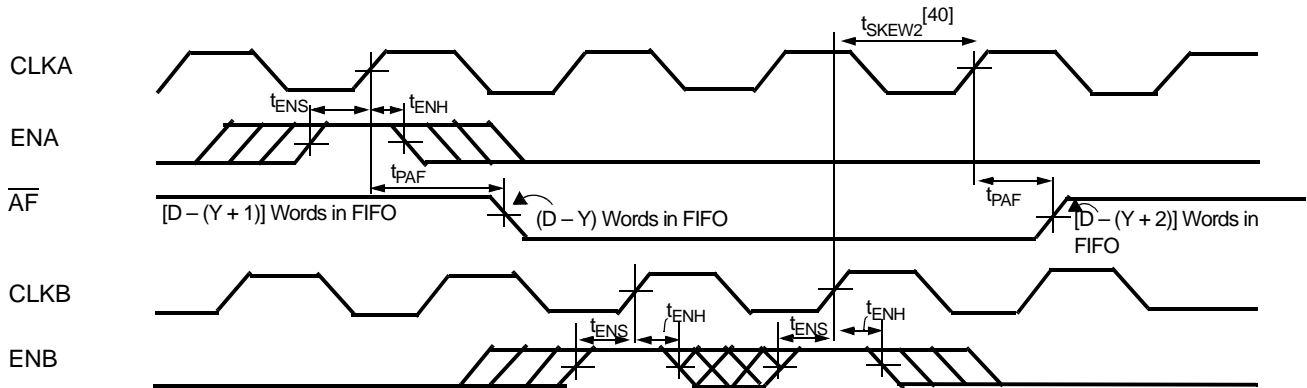 tSKEW2[40]
CLKA
tENS
tENH
ENA
tPAF
AF
tPAF
[D – (Y + 1)] Words in FIFO
(D – Y) Words in FIFO
[D – (Y + 2)] Words in
FIFO
CLKB
tENS
tENH
tENS
tENH
ENB